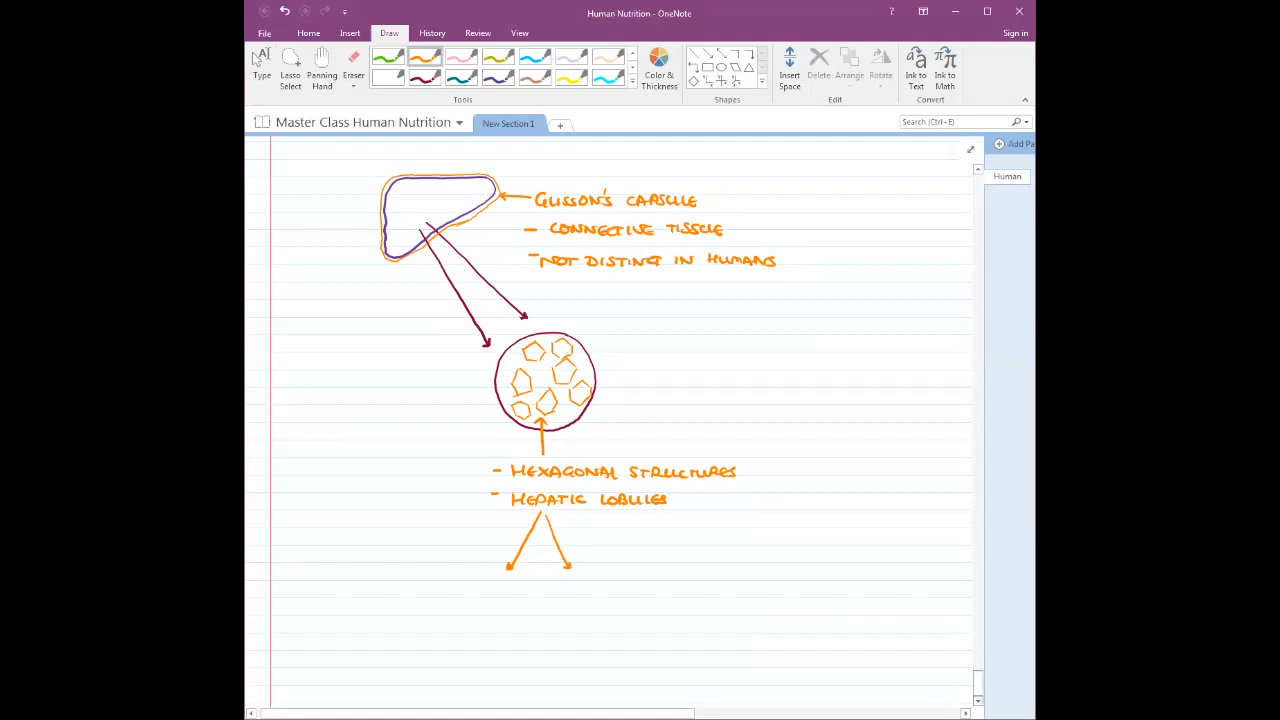 Human Nutrition - OneNote
?
File
Home
Insert
Draw
History
Review
View
Sign in
Type
Lasso Select
Panning Hand
Eraser
Color & Thickness
Insert Space
Delete
Arrange
Rotate
Ink to Text
Ink to Math
Tools
Shapes
Edit
Convert
Master Class Human Nutrition
New Section 1
+
Search (Ctrl+E)
Add Pa
Human
GLISSON'S CAPSULE
- CONNECTIVE TISSUE
- NOT DISTINCT IN HUMANS
- HEXAGONAL STRUCTURES
- HEPATIC LOBULES